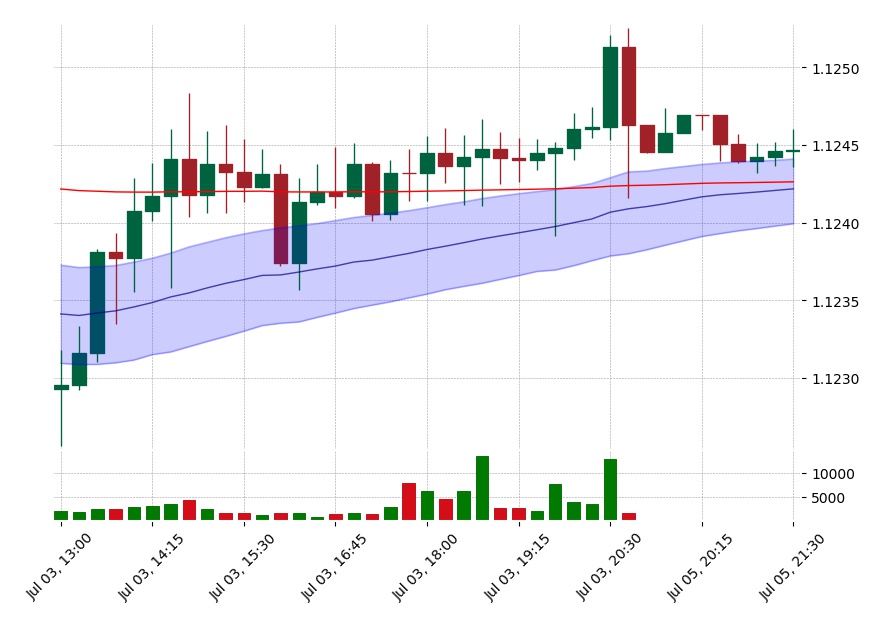 1.1250
1.1245
1.1240
1.1235
1.1230
10000
5000
Jul 03, 13:00
Jul 03, 14:15
Jul 03, 15:30
Jul 03, 16:45
Jul 03, 18:00
Jul 03, 19:15
Jul 03, 20:30
Jul 05, 20:15
Jul 05, 21:30